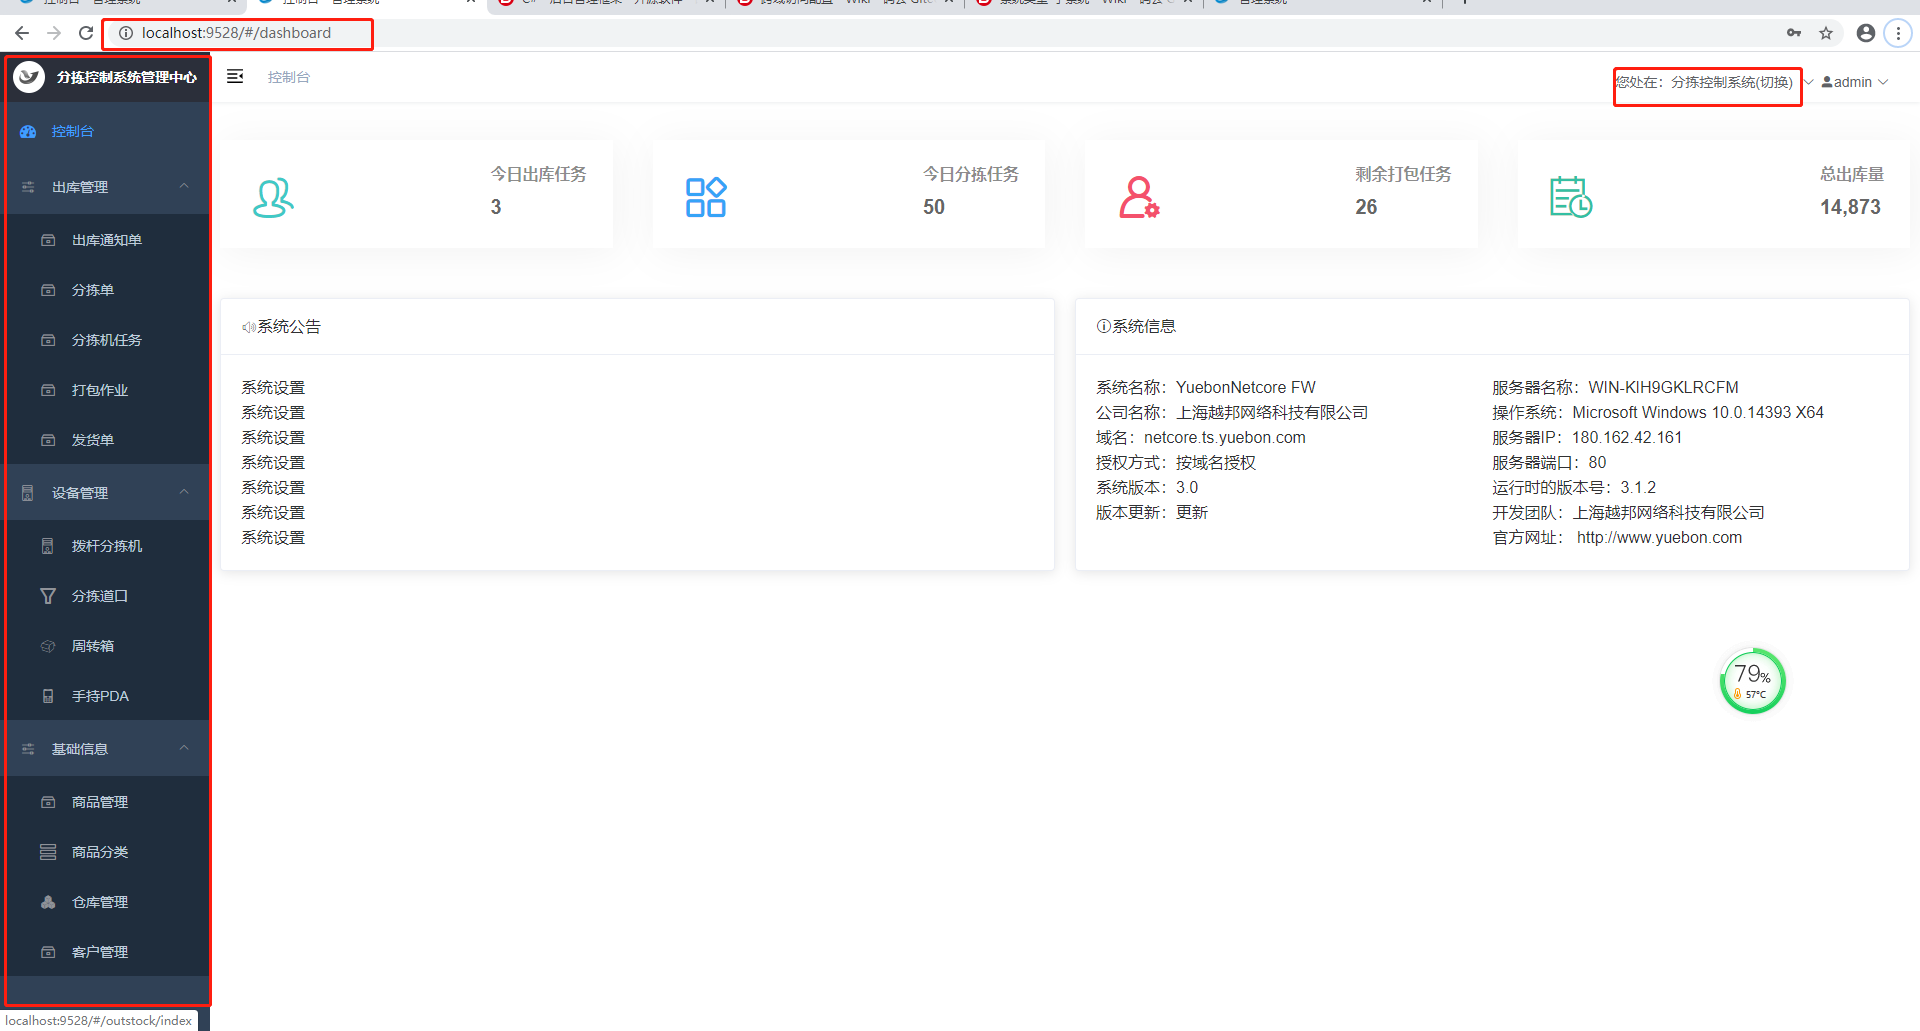 localhost:9528/#/dashboard
分拣控制系统管理中心
控制台
您处在：分拣控制系统(切换)
admin
控制台
出库管理
出库通知单
分拣单
分拣机任务
打包作业
发货单
设备管理
拨杆分拣机
分拣道口
周转箱
手持PDA
基础信息
商品管理
商品分类
仓库管理
客户管理
今日出库任务
3
今日分拣任务
50
剩余打包任务
26
总出库量
14,873
系统公告
系统设置
系统设置
系统设置
系统设置
系统设置
系统设置
系统设置
系统信息
系统名称：YuebonNetcore FW
公司名称：上海越邦网络科技有限公司
域名：netcore.ts.yuebon.com
授权方式：按域名授权
系统版本：3.0
版本更新：更新
服务器名称：WIN-KIH9GKLRCFM
操作系统：Microsoft Windows 10.0.14393 X64
服务器IP：180.162.42.161
服务器端口：80
运行时的版本号：3.1.2
开发团队：上海越邦网络科技有限公司
官方网址： http://www.yuebon.com
79%
57°C
localhost:9528/#/outstock/index